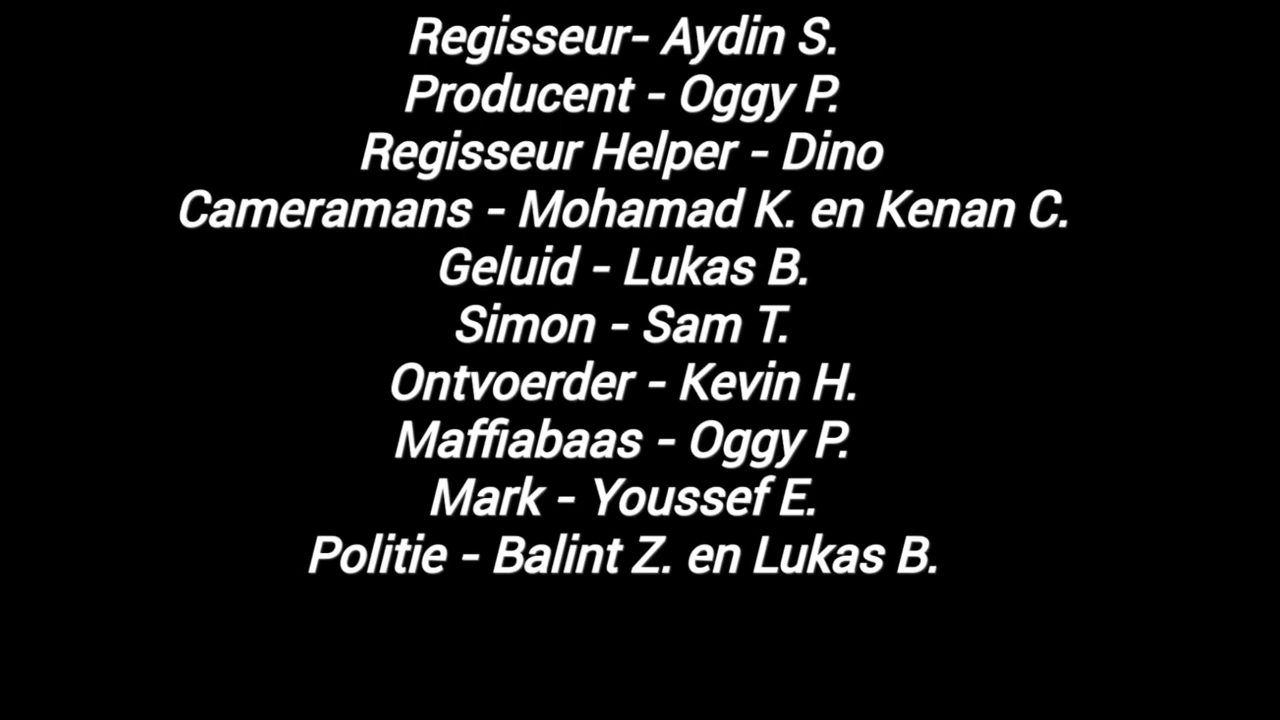 Regisseur- Aydin S.
Producent - Oggy P.
Regisseur Helper - Dino
Cameramans - Mohamad K. en Kenan C.
Geluid - Lukas B.
Simon - Sam T.
Ontvoerder - Kevin H.
Maffiabaas - Oggy P.
Mark - Youssef E.
Politie - Balint Z. en Lukas B.